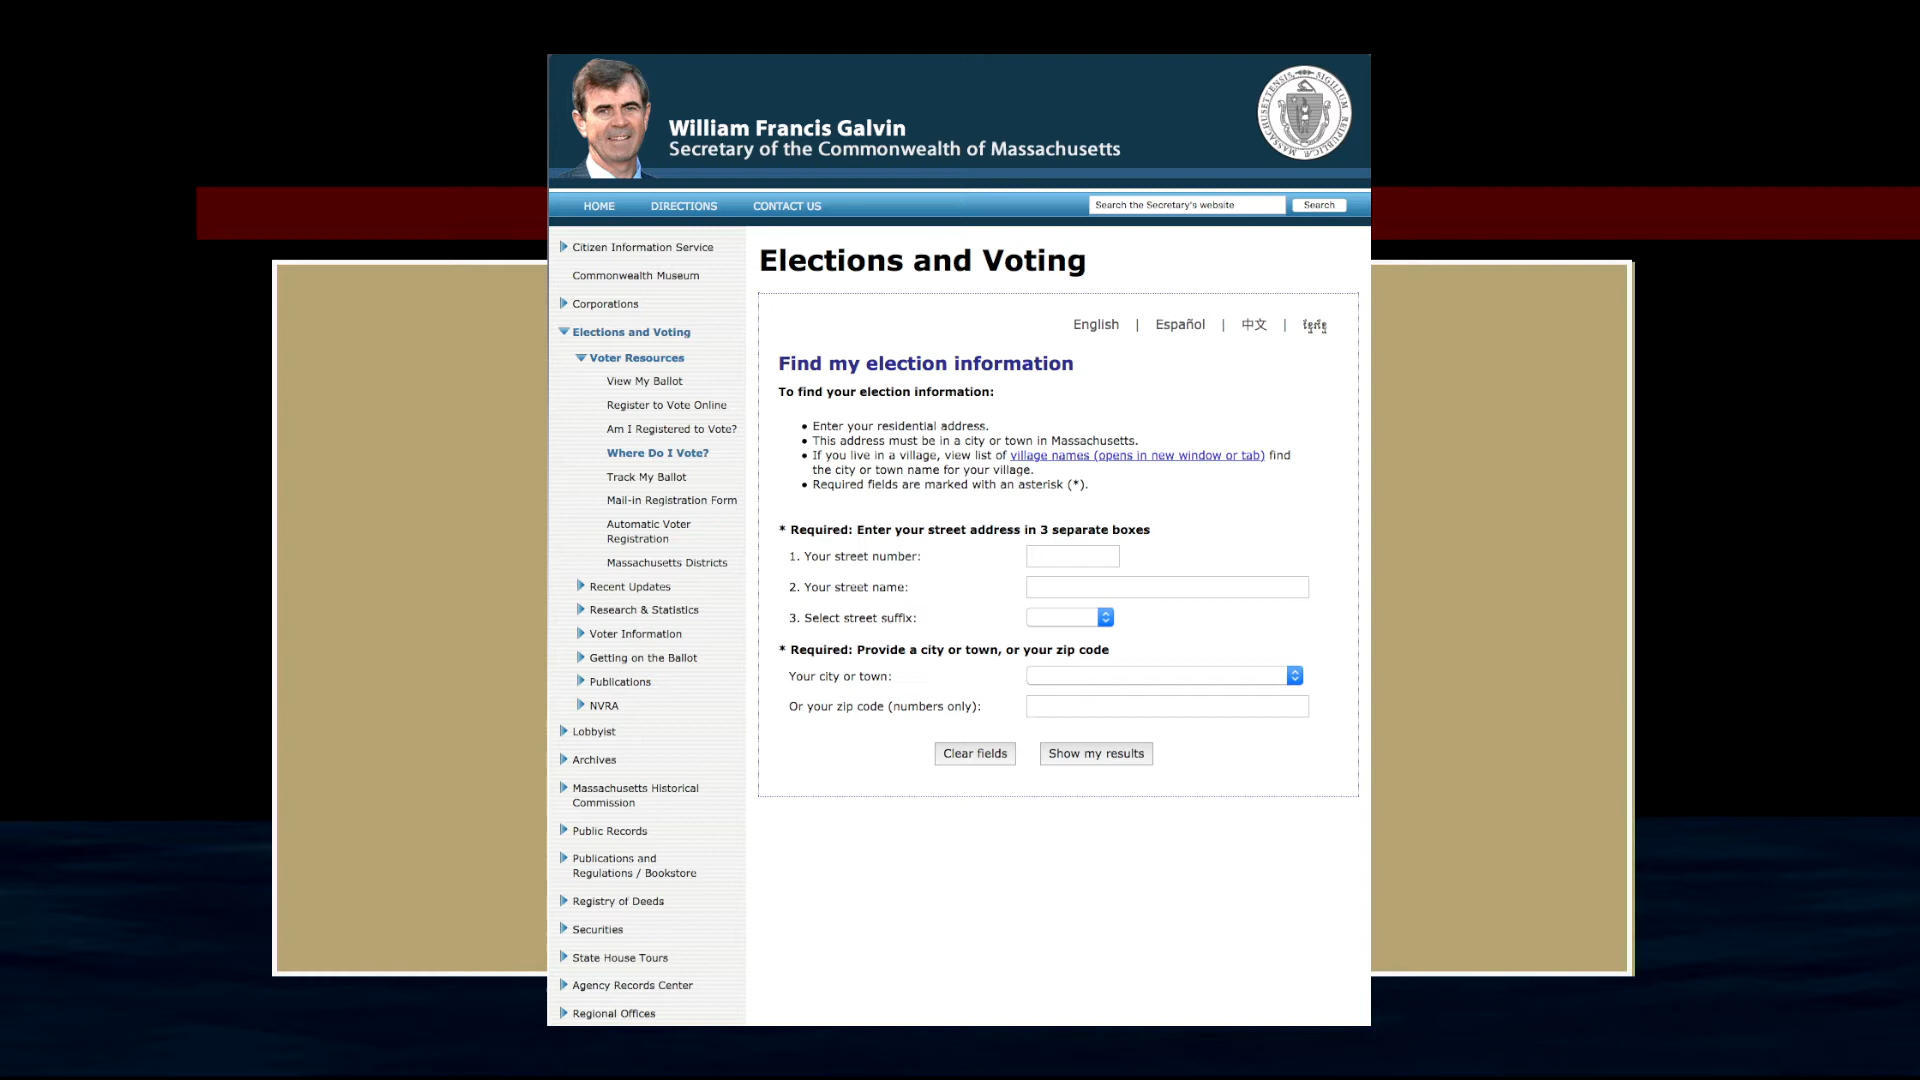 William Francis Galvin
Secretary of the Commonwealth of Massachusetts
HOME
DIRECTIONS
CONTACT US
Search the Secretary's website
Search
Citizen Information Service
Commonwealth Museum
Corporations
Elections and Voting
Voter Resources
View My Ballot
Register to Vote Online
Am I Registered to Vote?
Where Do I Vote?
Track My Ballot
Mail-in Registration Form
Automatic Voter
Registration
Massachusetts Districts
Recent Updates
Research & Statistics
Voter Information
Getting on the Ballot
Publications
NVRA
Lobbyist
Archives
Massachusetts Historical
Commission
Public Records
Publications and
Regulations / Bookstore
Registry of Deeds
Securities
State House Tours
Agency Records Center
Regional Offices
Elections and Voting
English | Español | 中文 |
Find my election information
To find your election information:
• Enter your residential address.
• This address must be in a city or town in Massachusetts.
• If you live in a village, view list of village names (opens in new window or tab) find
the city or town name for your village.
• Required fields are marked with an asterisk (*).
* Required: Enter your street address in 3 separate boxes
1. Your street number:
2. Your street name:
3. Select street suffix:
* Required: Provide a city or town, or your zip code
Your city or town:
Or your zip code (numbers only):
Clear fields
Show my results